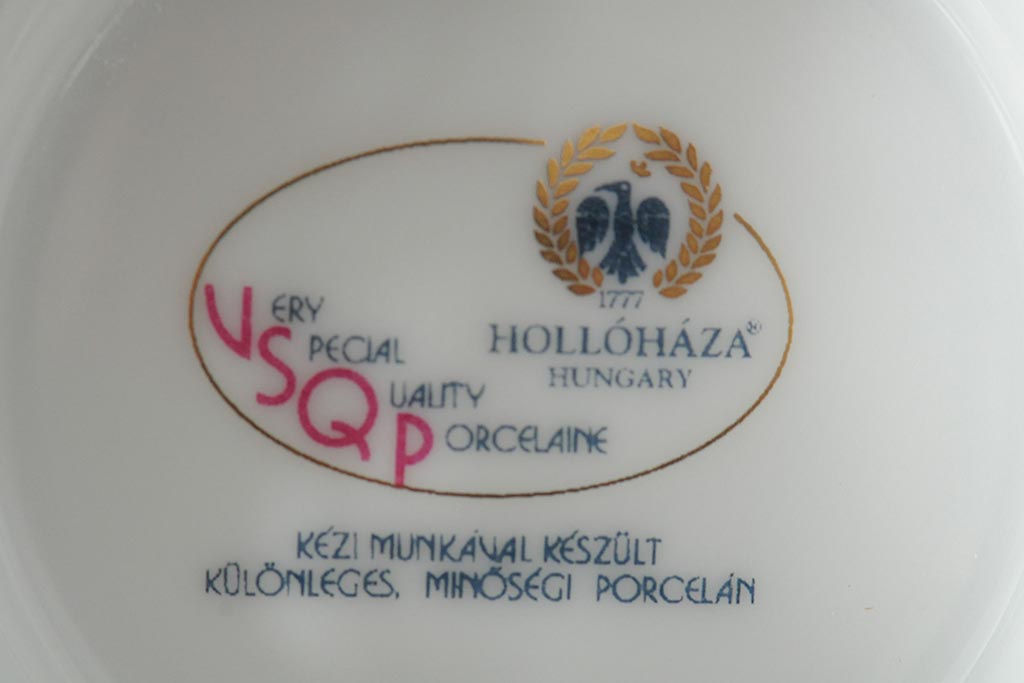 1777
HOLLÓHÁZA®
HUNGARY
VERY
SPECIAL
QUALITY
PORCELAINE
KÉZI MUNKÁVAL KÉSZÜLT
KÜLÖNLEGES, MINŐSÉGI PORCELÁN